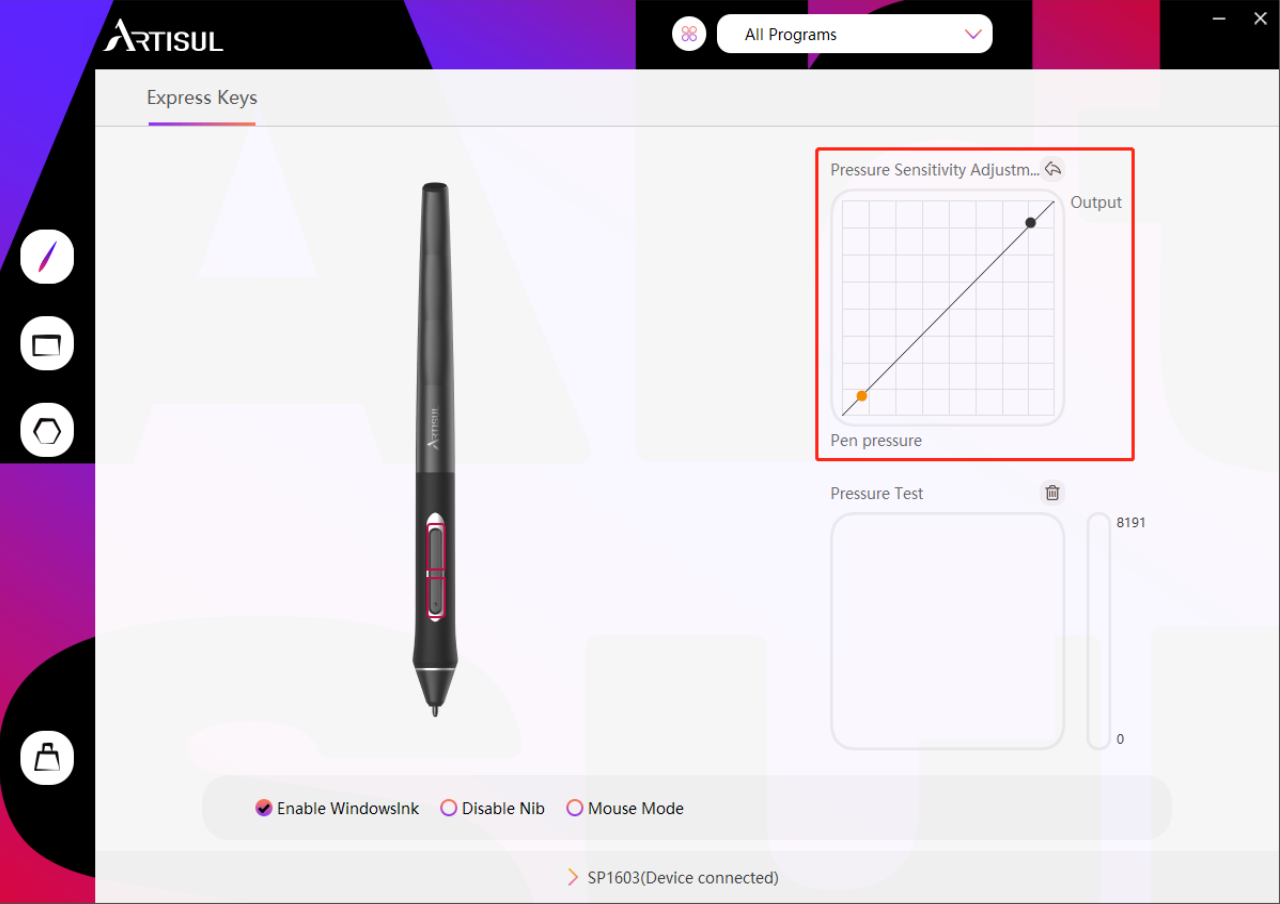 ARTISUL
All Programs
Express Keys
Pressure Sensitivity Adjustm...
Output
Pen pressure
ARTISUL
Pressure Test
8191
0
Enable WindowsInk
Disable Nib
Mouse Mode
SP1603(Device connected)